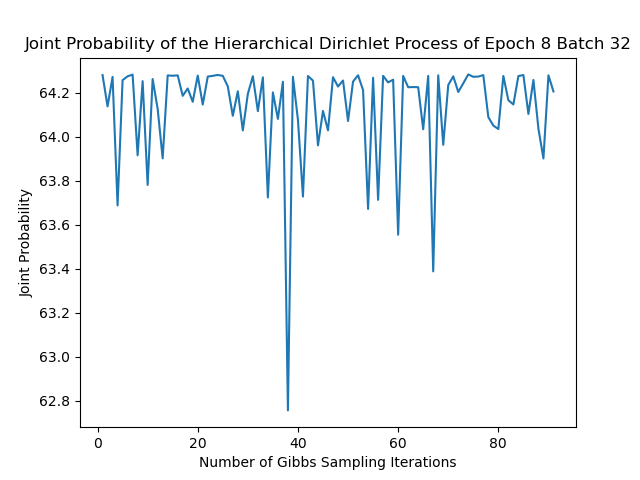 Joint Probability of the Hierarchical Dirichlet Process of Epoch 8 Batch 32
64.2
64.0
63.8
63.6
63.4
63.2
63.0
62.8
Joint Probability
0 20 40 60 80
Number of Gibbs Sampling Iterations